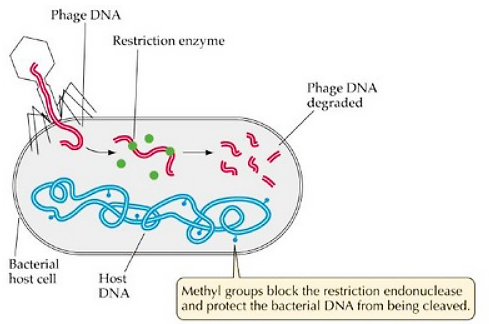 Phage DNA
Restriction enzyme
Phage DNA
degraded
Bacterial
host cell
Host
DNA
Methyl groups block the restriction endonuclease
and protect the bacterial DNA from being cleaved.